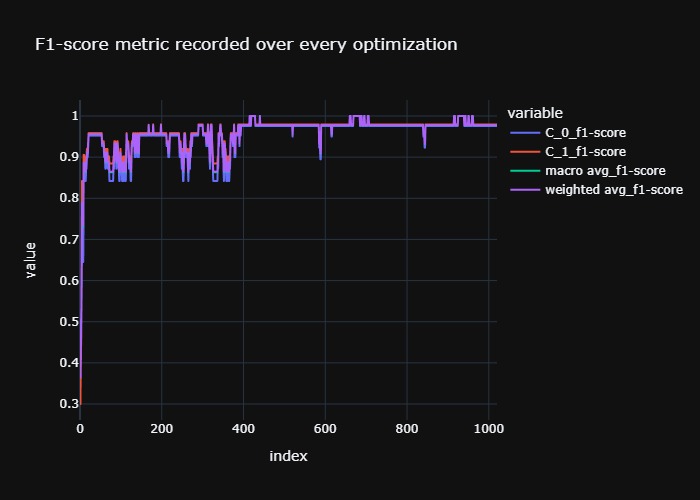 F1-score metric recorded over every optimization
variable
C_0_f1-score
C_1_f1-score
macro avg_f1-score
weighted avg_f1-score
1
0.9
0.8
0.7
0.6
0.5
0.4
0.3
value
0 200 400 600 800 1000
index